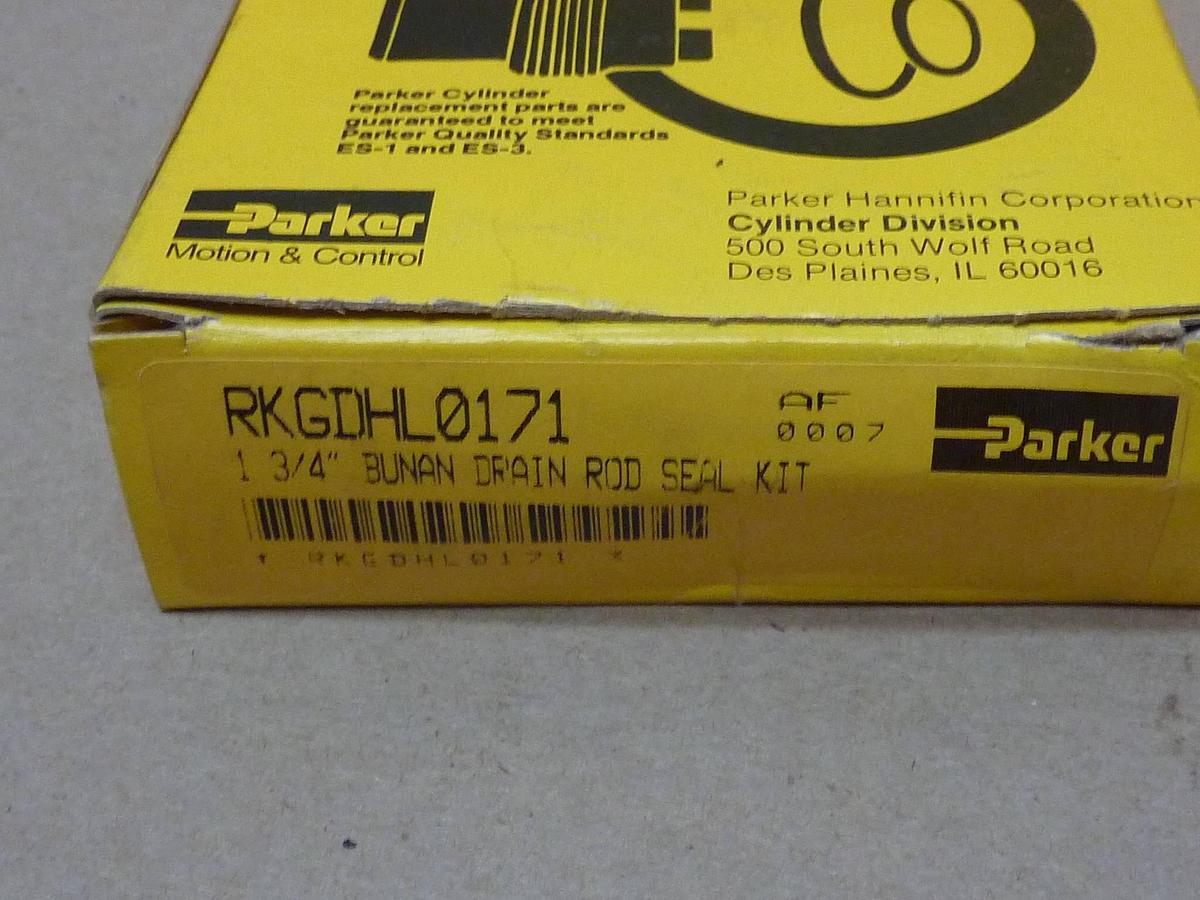 Parker Cylinder
replacement parts are
guaranteed to meet
Parker Quality Standards
ES-1 and ES-3.
Parker
Motion & Control
Parker Hannifin Corporation
Cylinder Division
500 South Wolf Road
Des Plaines, IL 60016
RKGDHL0171
AF
0007
Parker
1 3/4" BUNAN DRAIN ROD SEAL KIT
* RKGDHL0171 *